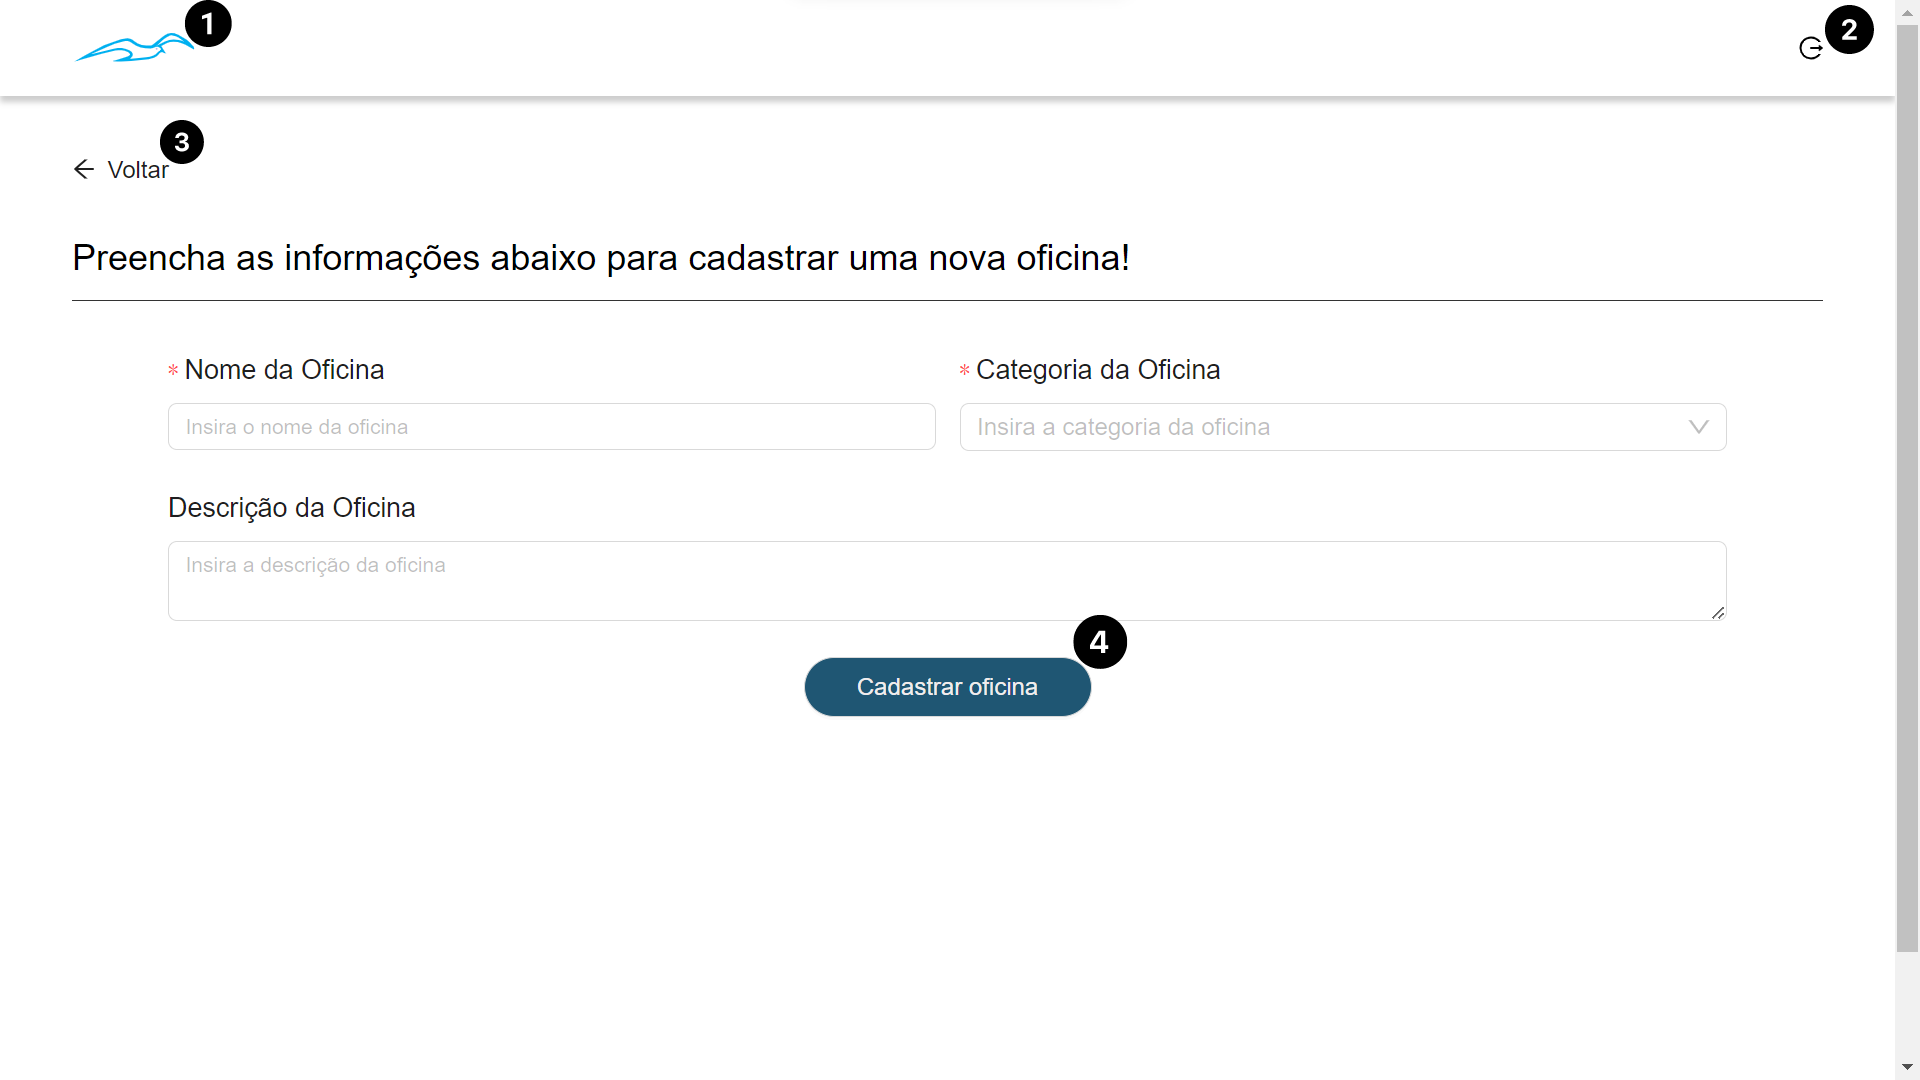 1
2
3
Voltar
Preencha as informações abaixo para cadastrar uma nova oficina!
* Nome da Oficina
* Categoria da Oficina
Insira o nome da oficina
Insira a categoria da oficina
Descrição da Oficina
Insira a descrição da oficina
4
Cadastrar oficina